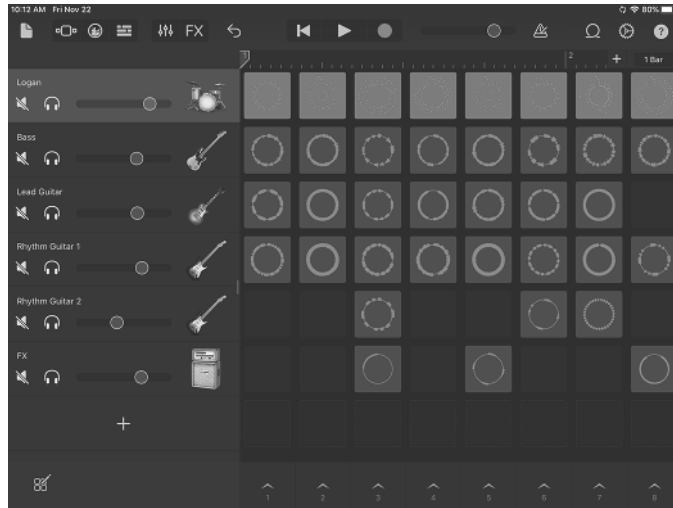 10:12 AM Fri Nov 22 80%
FX ?
1 2 + 1 Bar
Logan
Bass
Lead Guitar
Rhythm Guitar 1
Rhythm Guitar 2
FX
+
1 2 3 4 5 6 7 8